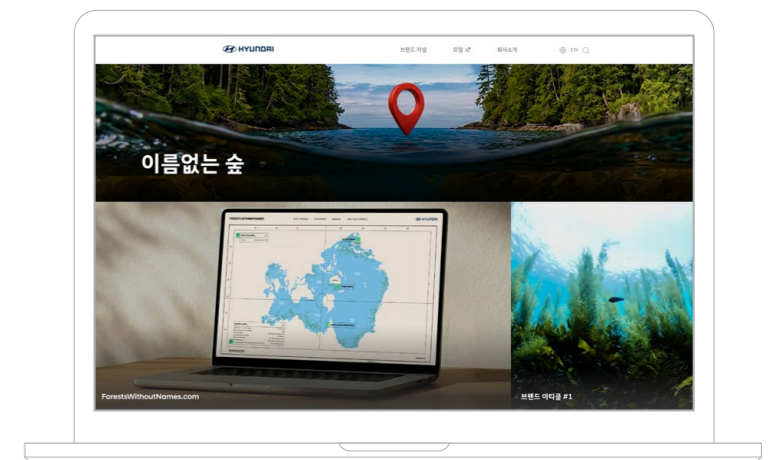 HYUNDAI
브랜드 저널
모델
회사소개
EN
이름없는 숲
HYUNDAI
ForestsWithoutNames.com
브랜드 아티클 #1